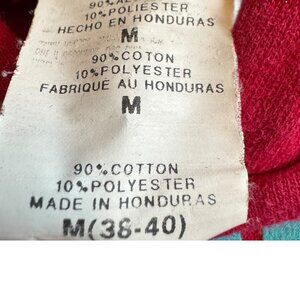 10%POLIESTER
HECHO EN HONDURAS
M
90%COTON
10%POLYESTER
FABRIQUÉ AU HONDURAS
M
90%COTTON
10%POLYESTER
MADE IN HONDURAS
M(38-40)